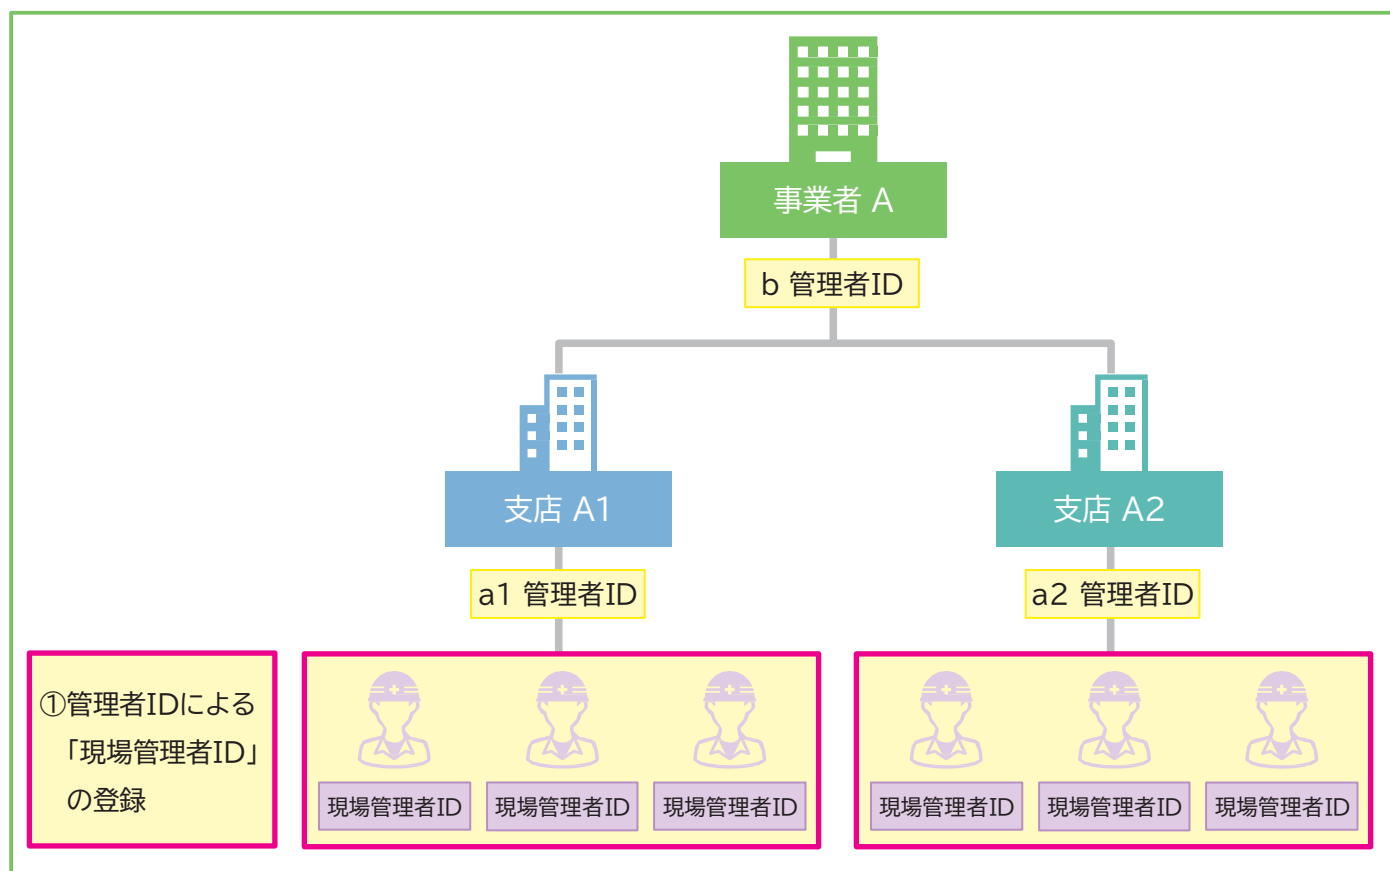 事業者 A
b 管理者ID
支店 A1
支店 A2
a1 管理者ID
a2 管理者ID
①管理者IDによる
「現場管理者ID」
の登録
現場管理者ID
現場管理者ID
現場管理者ID
現場管理者ID
現場管理者ID
現場管理者ID